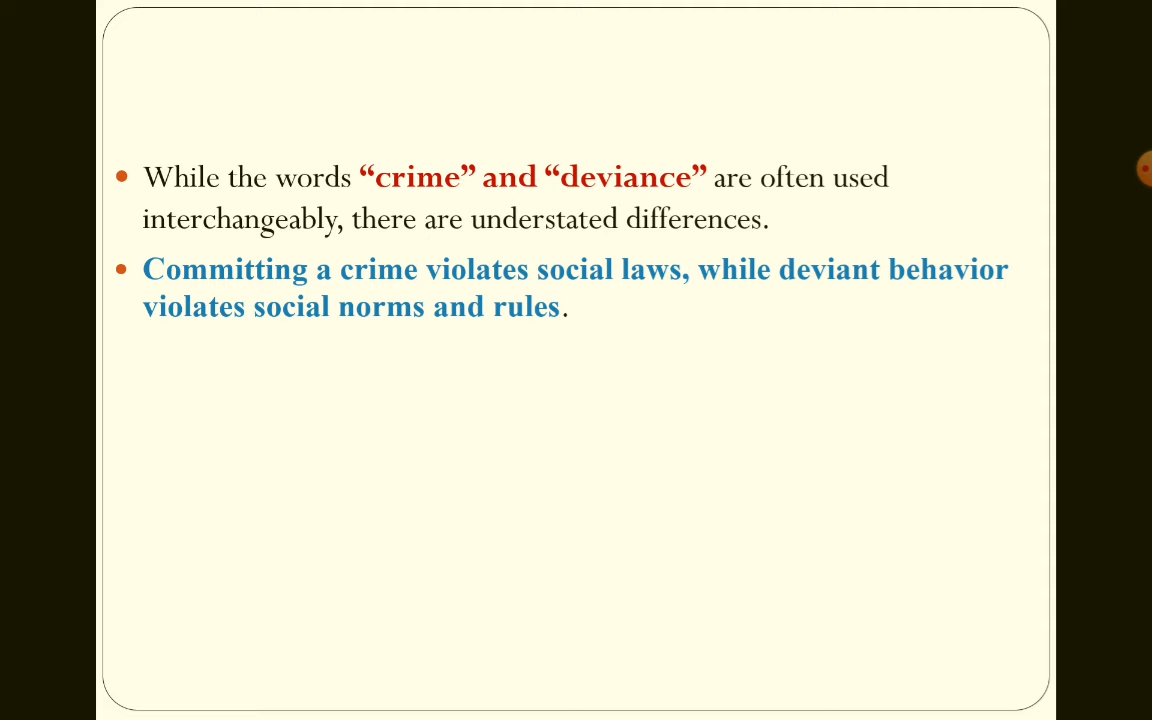 While the words “crime” and “deviance” are often used
interchangeably, there are understated differences.
Committing a crime violates social laws, while deviant behavior
violates social norms and rules.